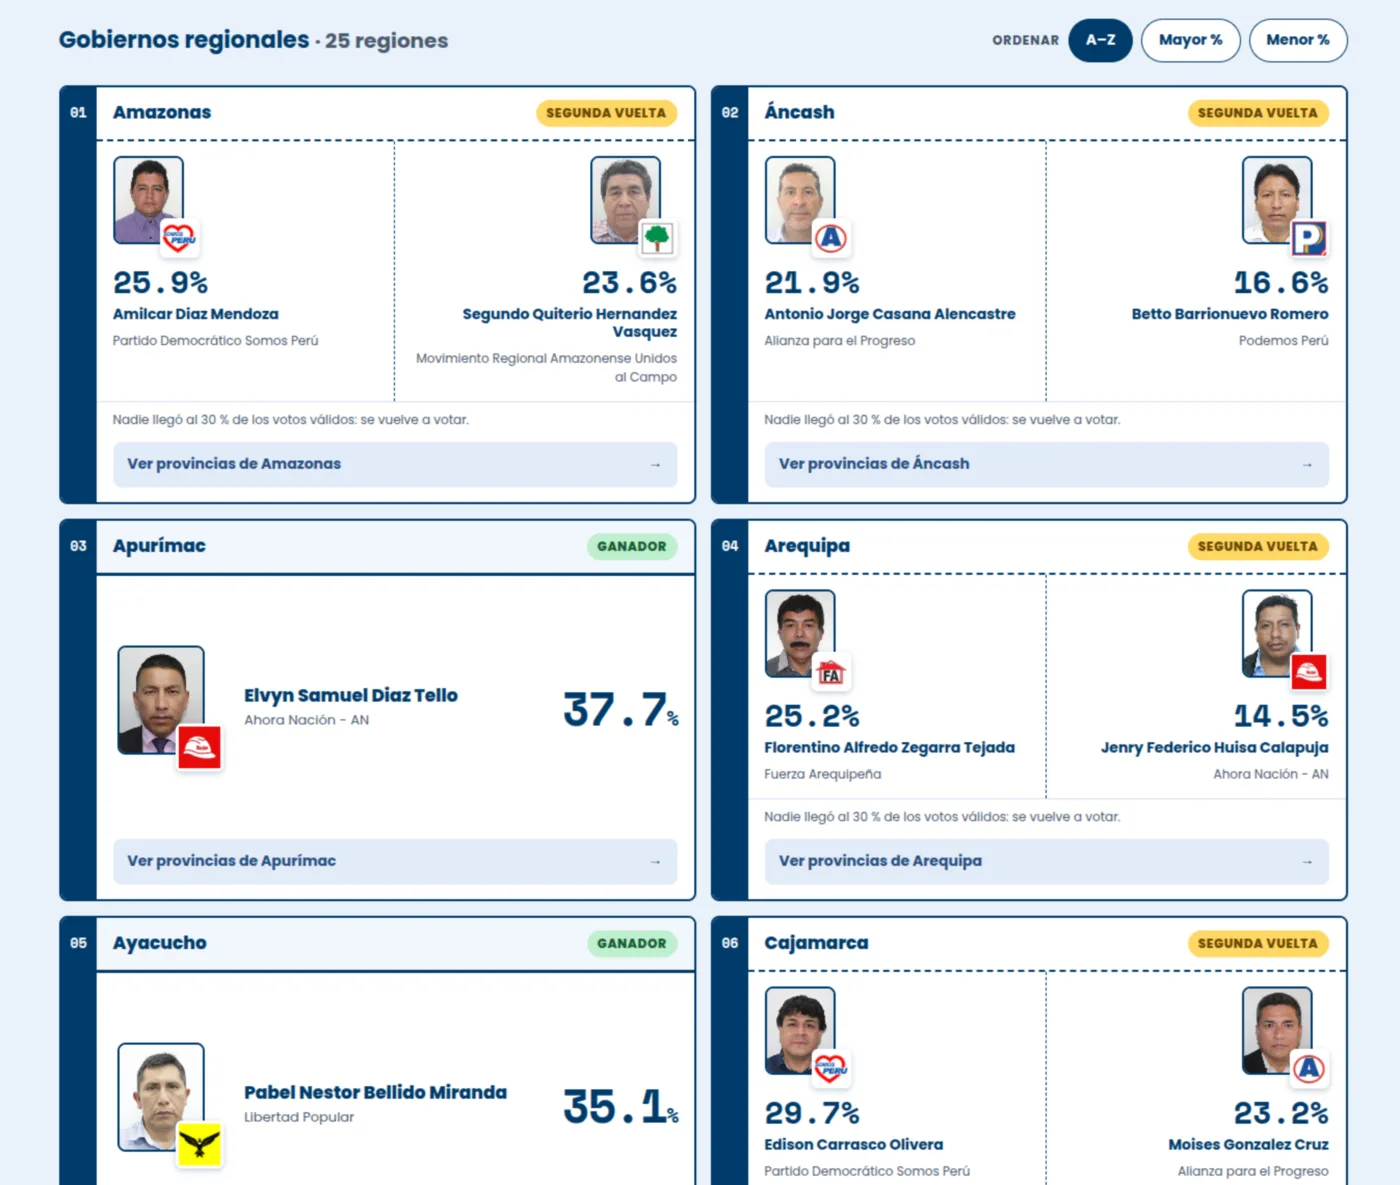 Gobiernos regionales · 25 regiones
ORDENAR A–Z Mayor % Menor %
01 Amazonas SEGUNDA VUELTA
SOMOS PERÚ
25.9%
Amilcar Diaz Mendoza
Partido Democrático Somos Perú
23.6%
Segundo Quiterio Hernandez
Vasquez
Movimiento Regional Amazonense Unidos
al Campo
Nadie llegó al 30 % de los votos válidos: se vuelve a votar.
Ver provincias de Amazonas →
02 Áncash SEGUNDA VUELTA
A
21.9%
Antonio Jorge Casana Alencastre
Alianza para el Progreso
P
16.6%
Betto Barrionuevo Romero
Podemos Perú
Nadie llegó al 30 % de los votos válidos: se vuelve a votar.
Ver provincias de Áncash →
03 Apurímac GANADOR
Elvyn Samuel Diaz Tello
Ahora Nación - AN
37.7%
Ver provincias de Apurímac →
04 Arequipa SEGUNDA VUELTA
FA
25.2%
Florentino Alfredo Zegarra Tejada
Fuerza Arequipeña
14.5%
Jenry Federico Huisa Calapuja
Ahora Nación - AN
Nadie llegó al 30 % de los votos válidos: se vuelve a votar.
Ver provincias de Arequipa →
05 Ayacucho GANADOR
Pabel Nestor Bellido Miranda
Libertad Popular
35.1%
06 Cajamarca SEGUNDA VUELTA
SOMOS PERÚ
29.7%
Edison Carrasco Olivera
Partido Democrático Somos Perú
A
23.2%
Moises Gonzalez Cruz
Alianza para el Progreso